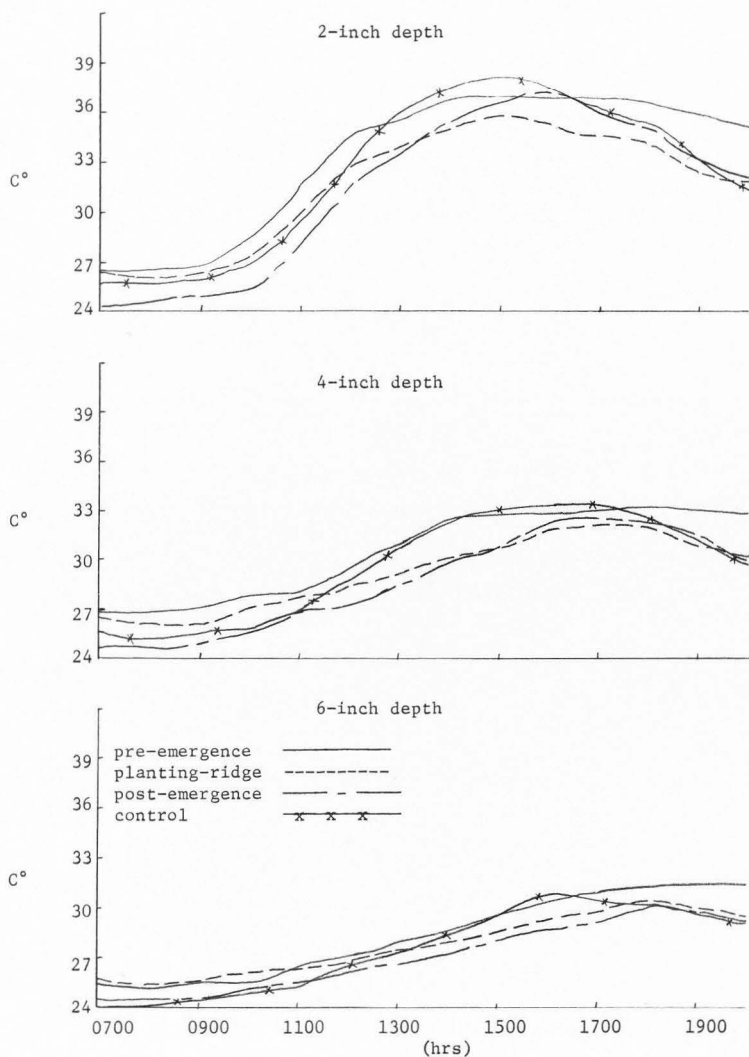 2-inch depth
39
36
33
C°
30
27
24
4-inch depth
39
36
33
C°
30
27
24
6-inch depth
39
pre-emergence
planting-ridge
post-emergence
36
control
33
C°
30
27
24
0700 0900 1100 1300 1500 1700 1900
(hrs)